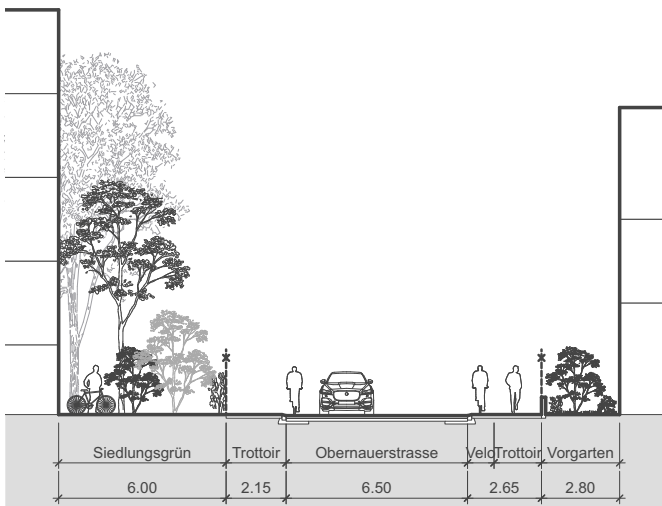 Siedlungsgrün Trottoir Obernauerstrasse Velo Trottoir Vorgarten
6.00 2.15 6.50 2.65 2.80